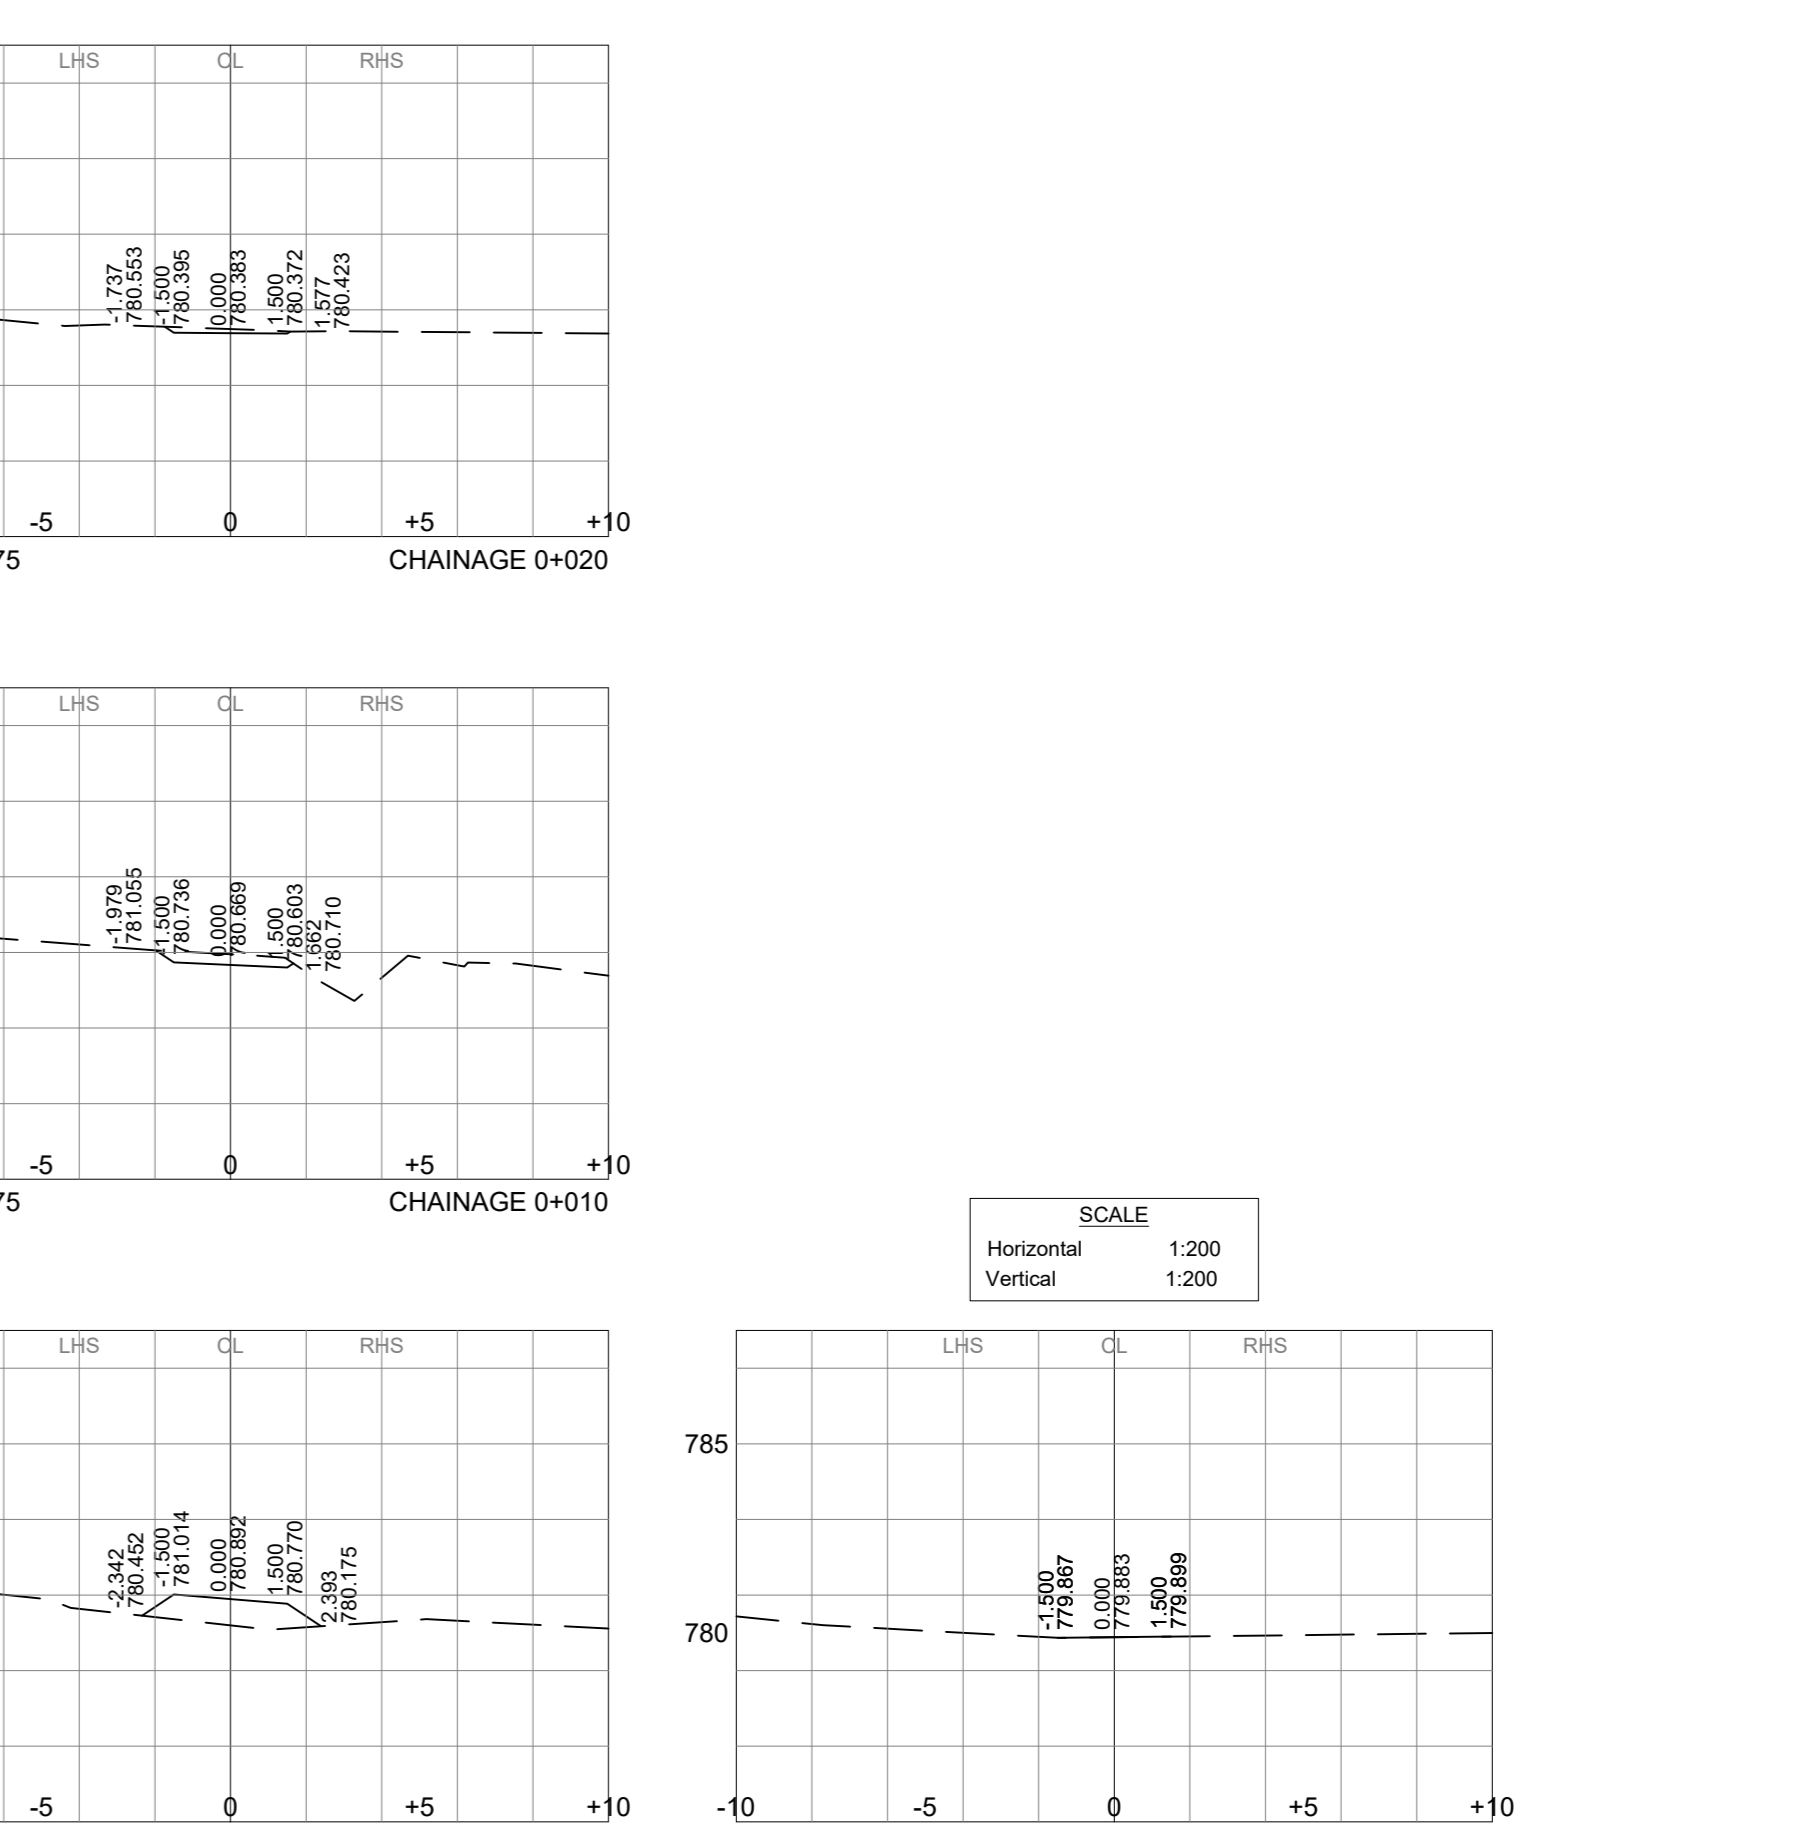 LHS CL RHS
-1.737
780.553
-1.500
780.395
0.000
780.383
1.500
780.372
1.577
780.423
-5 0 +5 +10
75 CHAINAGE 0+020
LHS CL RHS
-1.979
781.055
-1.500
780.736
0.000
780.669
1.500
780.603
1.662
780.710
-5 0 +5 +10
75 CHAINAGE 0+010
SCALE
Horizontal 1:200
Vertical 1:200
LHS CL RHS
-2.342
780.452
-1.500
781.014
0.000
780.892
1.500
780.770
2.393
780.175
-5 0 +5 +10
LHS CL RHS
785
780
-1.500
779.867
0.000
779.883
1.500
779.899
-10 -5 0 +5 +10